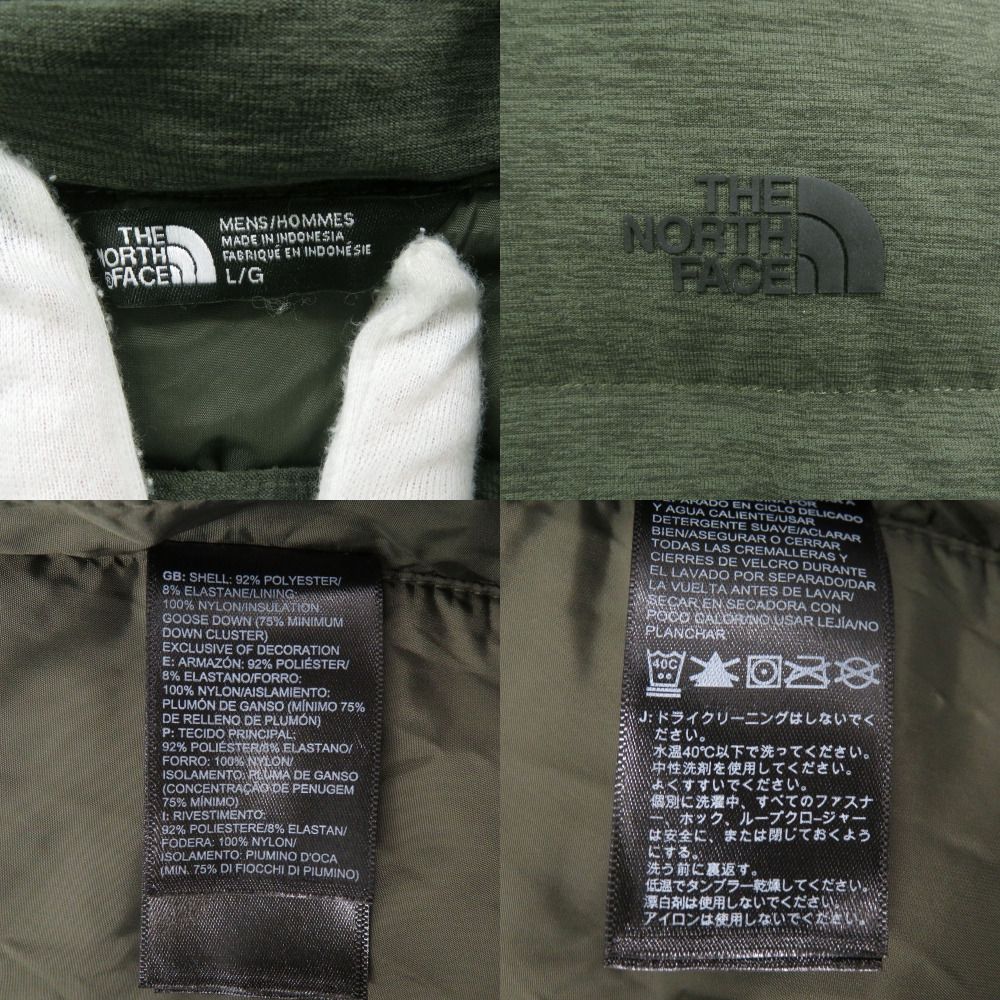 THE
NORTH
FACE
MENS/HOMMES
MADE IN INDONESIA
FABRIQUÉ EN INDONÉSIE
L/G
THE
NORTH
FACE
GB: SHELL: 92% POLYESTER/
8% ELASTANE/LINING:
100% NYLON/INSULATION
GOOSE DOWN (75% MINIMUM
DOWN CLUSTER)
EXCLUSIVE OF DECORATION
E: ARMAZÓN: 92% POLIÉSTER/
8% ELASTANO/FORRO:
100% NYLON/AISLAMIENTO:
PLUMÓN DE GANSO (MÍNIMO 75%
DE RELLENO DE PLUMÓN)
P: TECIDO PRINCIPAL:
92% POLIÉSTER/8% ELASTANO/
FORRO: 100% NYLON/
ISOLAMENTO: PLUMA DE GANSO
(CONCENTRAÇÃO DE PENUGEM
75% MÍNIMO)
I: RIVESTIMENTO:
92% POLIESTERE/8% ELASTAN/
FODERA: 100% NYLON/
ISOLAMENTO: PIUMINO D'OCA
(MIN. 75% DI FIOCCHI DI PIUMINO)
SEPARADO EN CICLO DELICADO
Y AGUA CALIENTE/USAR
DETERGENTE SUAVE/ACLARAR
BIEN/ASEGURAR O CERRAR
TODAS LAS CREMALLERAS Y
CIERRES DE VELCRO DURANTE
EL LAVADO POR SEPARADO/DAR
LA VUELTA ANTES DE LAVAR/
SECAR EN SECADORA CON
POCO CALOR/NO USAR LEJÍA/NO
PLANCHAR
40C
J: ドライクリーニングはしないでく
ださい。
水温40℃以下で洗ってください。
中性洗剤を使用してください。
よくすすいでください。
個別に洗濯中、すべてのファスナ
ー、ホック、ループクロージャー
は安全に、または閉じておくよう
にする。
洗う前に裏返す。
低温でタンブラー乾燥してください。
漂白剤は使用しないでください。
アイロンは使用しないでください。